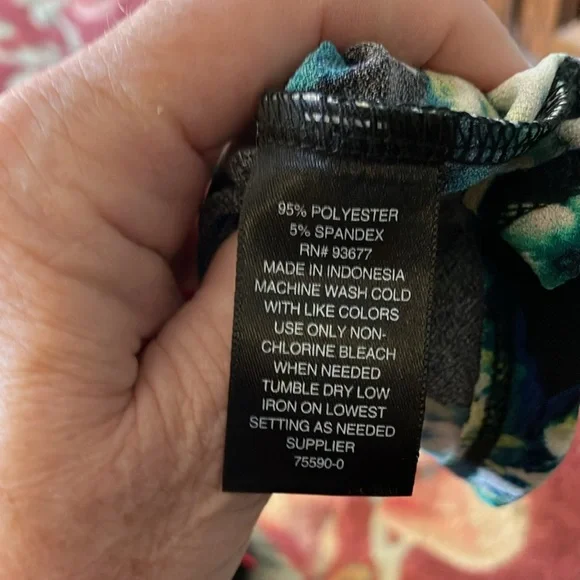 95% POLYESTER
5% SPANDEX
RN# 93677
MADE IN INDONESIA
MACHINE WASH COLD
WITH LIKE COLORS
USE ONLY NON-
CHLORINE BLEACH
WHEN NEEDED
TUMBLE DRY LOW
IRON ON LOWEST
SETTING AS NEEDED
SUPPLIER
75590-0